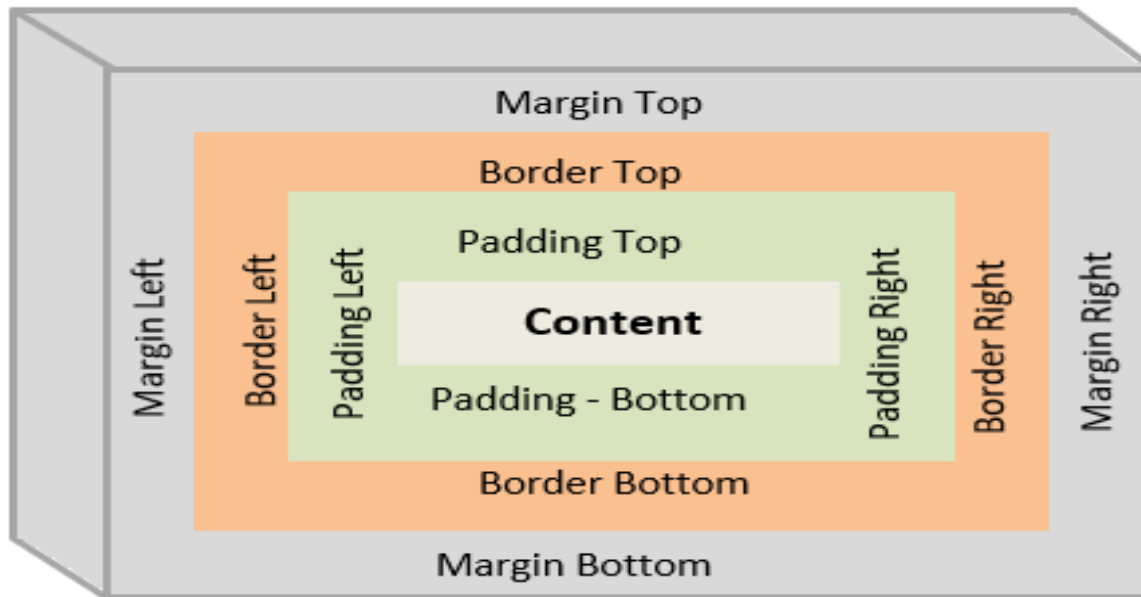 Margin Top
Border Top
Padding Top
Margin Left
Border Left
Padding Left
Content
Padding Right
Border Right
Margin Right
Padding - Bottom
Border Bottom
Margin Bottom